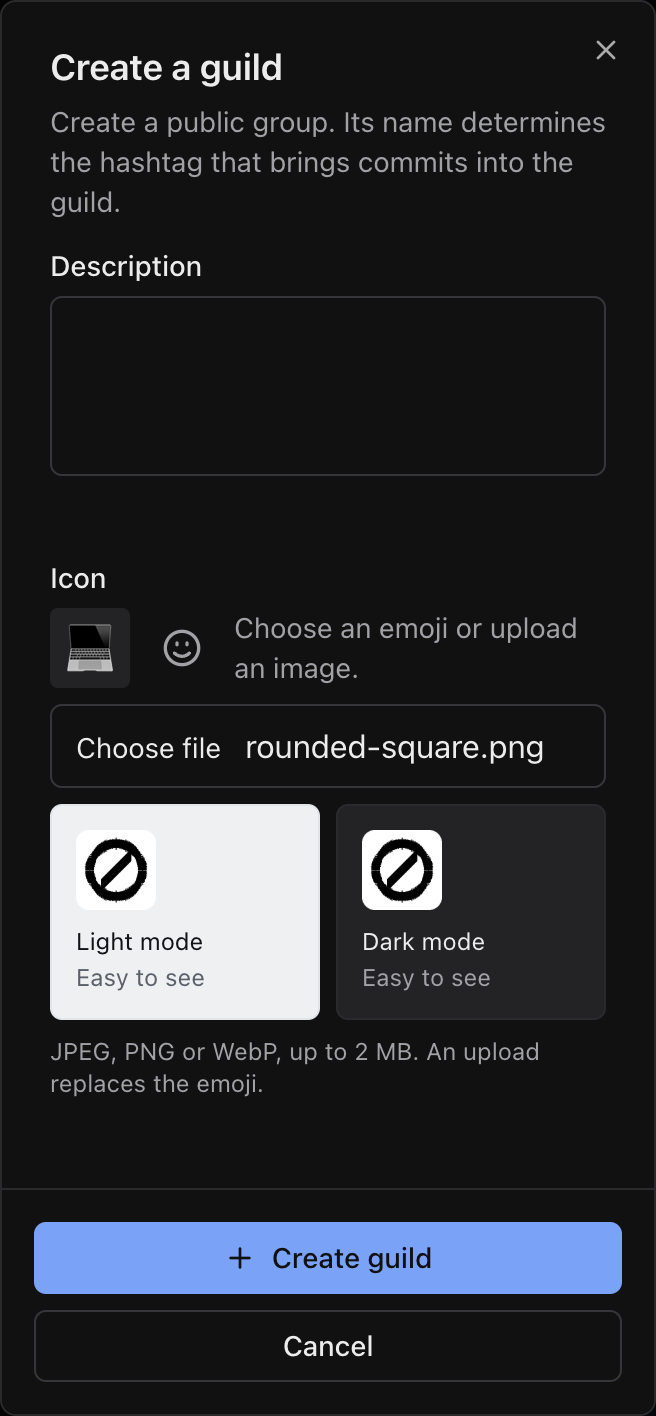 Create a guild
Create a public group. Its name determines
the hashtag that brings commits into the
guild.
Description
Icon
Choose an emoji or upload
an image.
Choose file rounded-square.png
Light mode
Easy to see
Dark mode
Easy to see
JPEG, PNG or WebP, up to 2 MB. An upload
replaces the emoji.
Create guild
Cancel